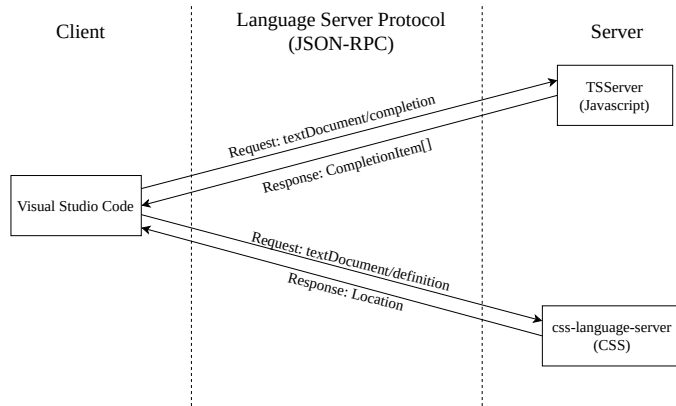 Client
Language Server Protocol
(JSON-RPC)
Server
TSServer
(Javascript)
Request: textDocument/completion
Response: CompletionItem[]
Visual Studio Code
Request: textDocument/definition
Response: Location
css-language-server
(CSS)